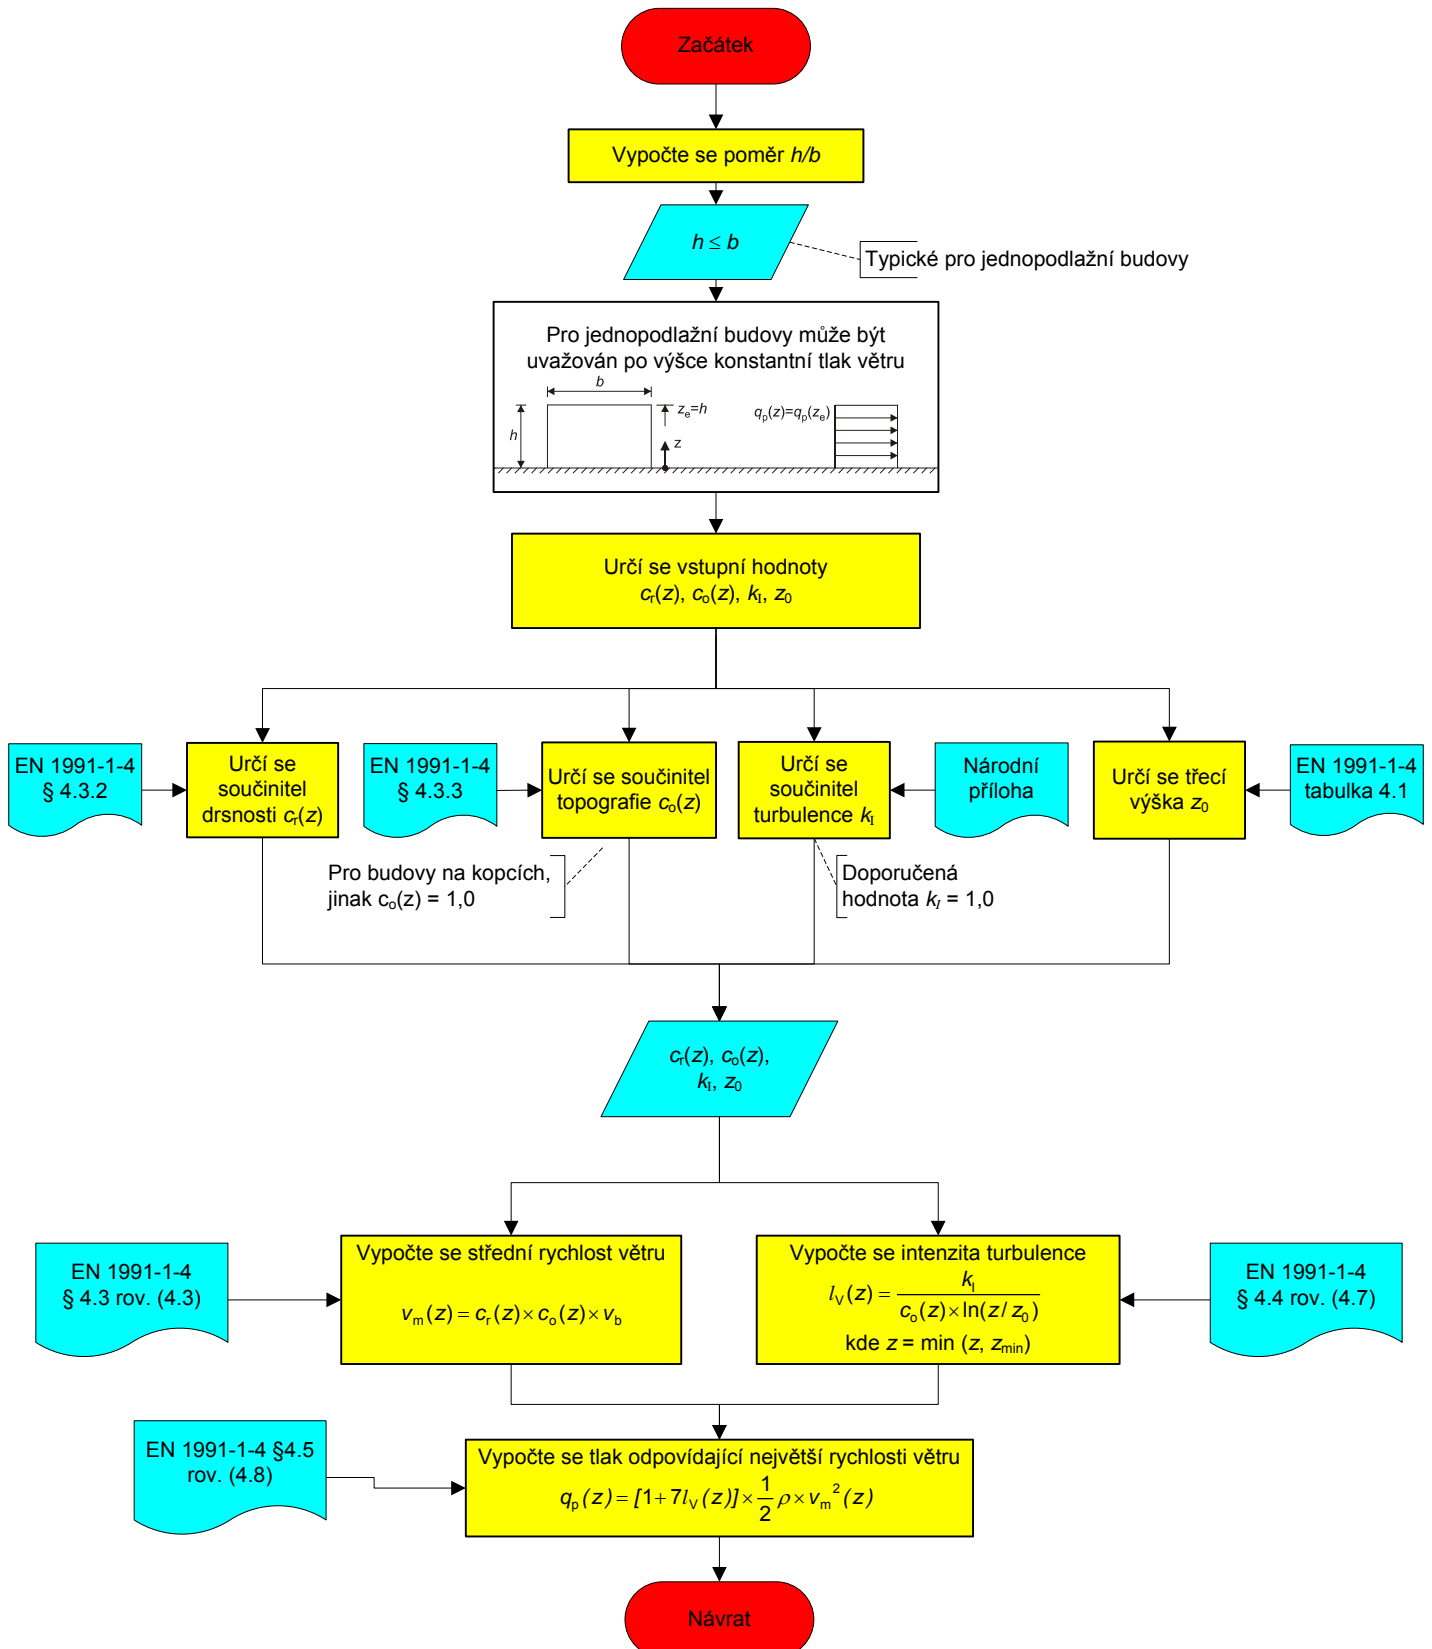 Začátek
Vypočte se poměr h/b
h ≤ b
Typické pro jednopodlažní budovy
Pro jednopodlažní budovy může být
uvažován po výšce konstantní tlak větru
b
z_e=h
q_p(z)=q_p(z_e)
h
z
Určí se vstupní hodnoty
c_r(z), c_o(z), k_I, z_0
EN 1991-1-4
§ 4.3.2
Určí se
součinitel
drsnosti c_r(z)
EN 1991-1-4
§ 4.3.3
Určí se součinitel
topografie c_o(z)
Určí se
součinitel
turbulence k_I
Národní
příloha
Určí se třecí
výška z_0
EN 1991-1-4
tabulka 4.1
Pro budovy na kopcích,
jinak c_o(z) = 1,0
Doporučená
hodnota k_I = 1,0
c_r(z), c_o(z),
k_I, z_0
EN 1991-1-4
§ 4.3 rov. (4.3)
Vypočte se střední rychlost větru
v_m(z) = c_r(z) × c_o(z) × v_b
Vypočte se intenzita turbulence
l_V(z) = k_I / (c_o(z) × ln(z/z_0))
kde z = min (z, z_min)
EN 1991-1-4
§ 4.4 rov. (4.7)
EN 1991-1-4 §4.5
rov. (4.8)
Vypočte se tlak odpovídající největší rychlosti větru
q_p(z) = [1+7l_V(z)] × 1/2 ρ × v_m²(z)
Návrat